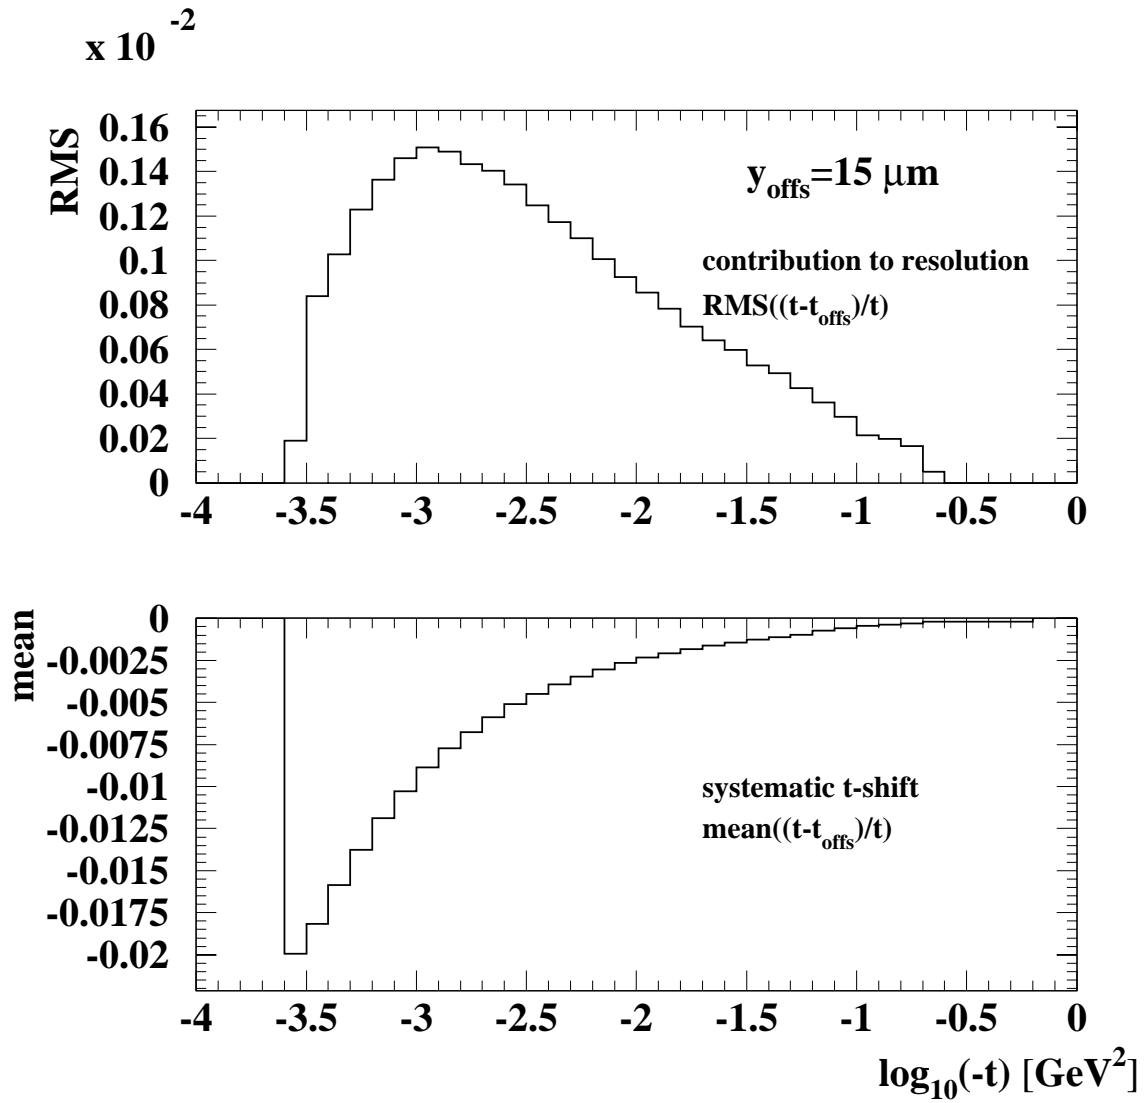 x 10 -2
RMS
0.16
0.14
0.12
0.1
0.08
0.06
0.04
0.02
0
y_offs=15 μm
contribution to resolution
RMS((t-t_offs)/t)
-4 -3.5 -3 -2.5 -2 -1.5 -1 -0.5 0
mean
0
-0.0025
-0.005
-0.0075
-0.01
-0.0125
-0.015
-0.0175
-0.02
systematic t-shift
mean((t-t_offs)/t)
-4 -3.5 -3 -2.5 -2 -1.5 -1 -0.5 0
log_10(-t) [GeV^2]